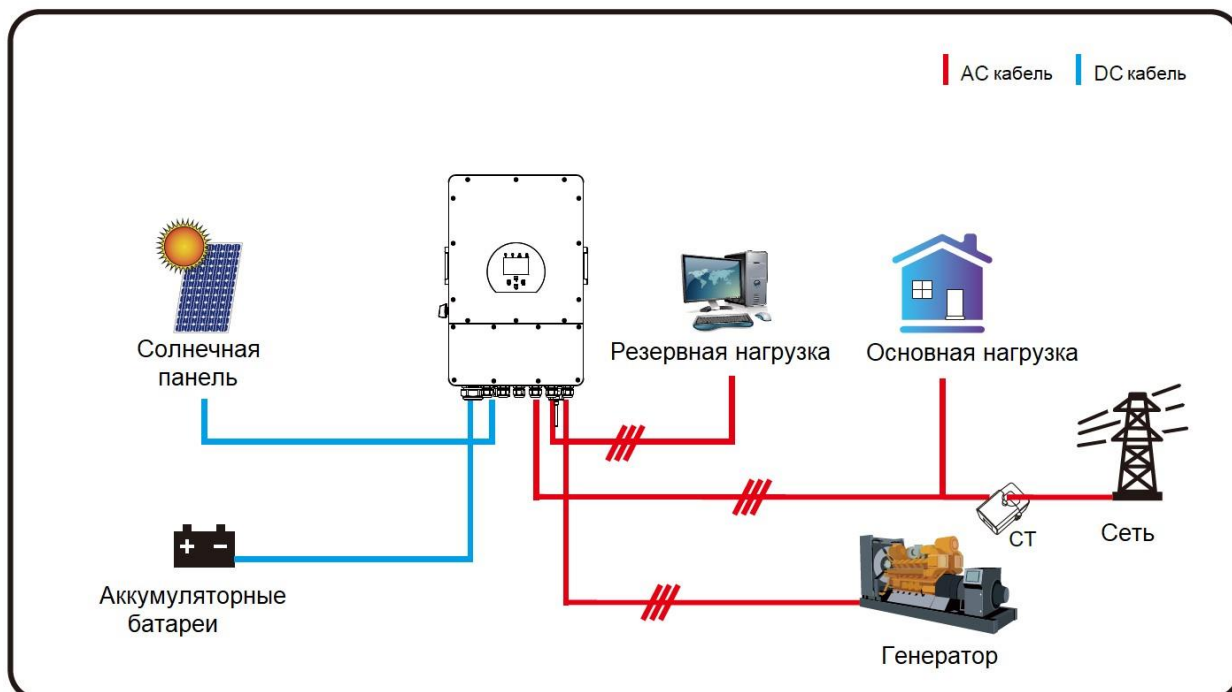 AC кабель
DC кабель
Солнечная
панель
Резервная нагрузка
Основная нагрузка
CT
Сеть
Аккумуляторные
батареи
Генератор